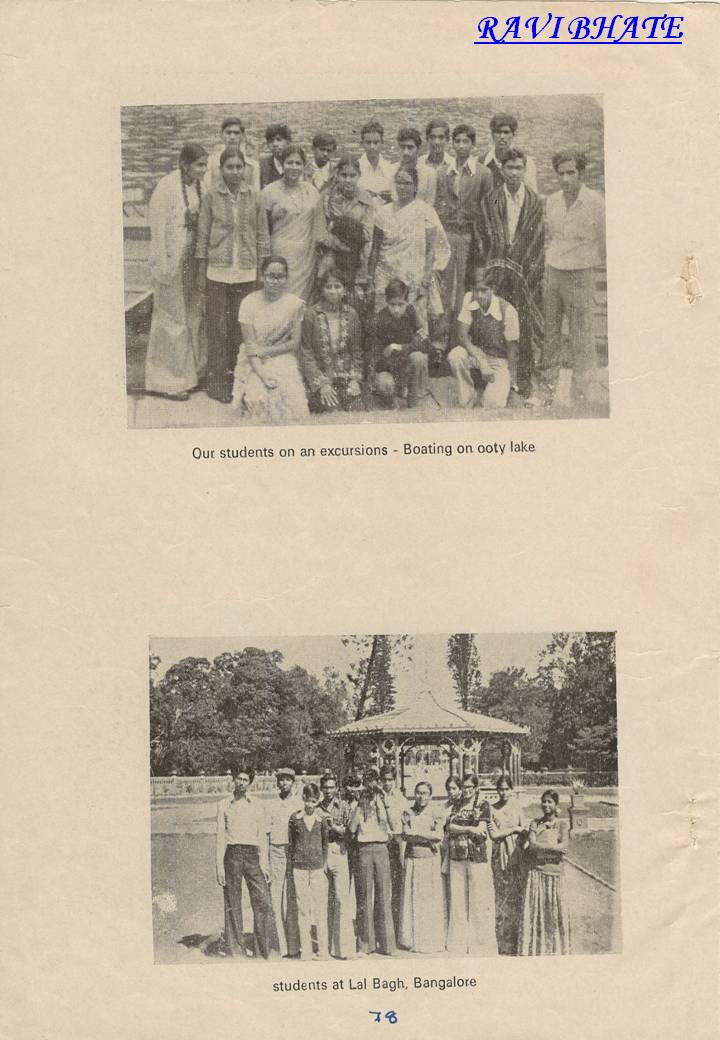 RAVI BHATE
Our students on an excursions - Boating on ooty lake
students at Lal Bagh, Bangalore
78